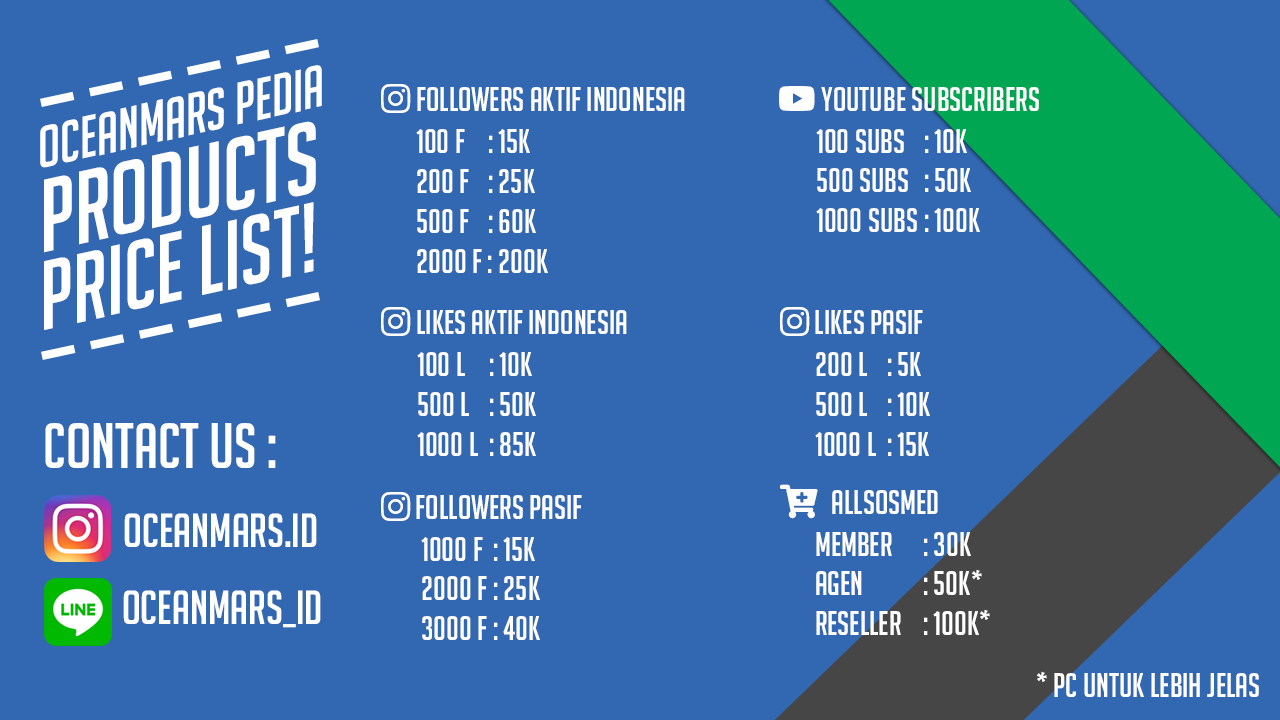 OCEANMARS PEDIA
PRODUCTS
PRICE LIST!
CONTACT US :
OCEANMARS.ID
LINE
OCEANMARS_ID
FOLLOWERS AKTIF INDONESIA
100 F : 15K
200 F : 25K
500 F : 60K
2000 F : 200K
LIKES AKTIF INDONESIA
100 L : 10K
500 L : 50K
1000 L : 85K
FOLLOWERS PASIF
1000 F : 15K
2000 F : 25K
3000 F : 40K
YOUTUBE SUBSCRIBERS
100 SUBS : 10K
500 SUBS : 50K
1000 SUBS : 100K
LIKES PASIF
200 L : 5K
500 L : 10K
1000 L : 15K
ALLSOSMED
MEMBER : 30K
AGEN : 50K*
RESELLER : 100K*
* PC UNTUK LEBIH JELAS